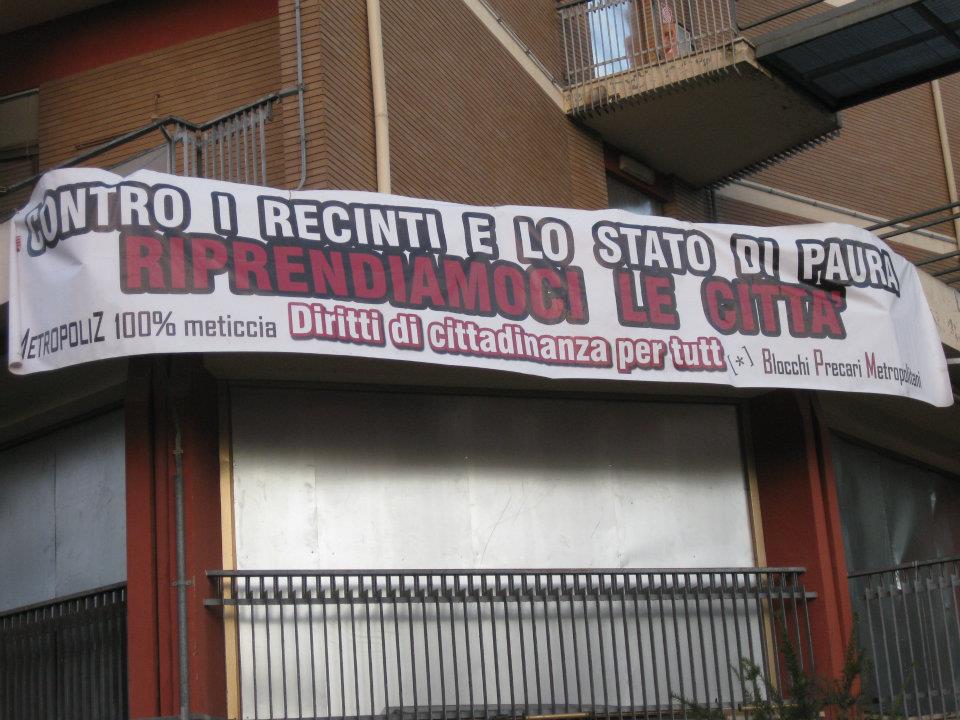 CONTRO I RECINTI E LO STATO DI PAURA
RIPRENDIAMOCI LE CITTA'
METROPOLIZ 100% meticcia Diritti di cittadinanza per tutt[*] Blocchi Precari Metropolitani